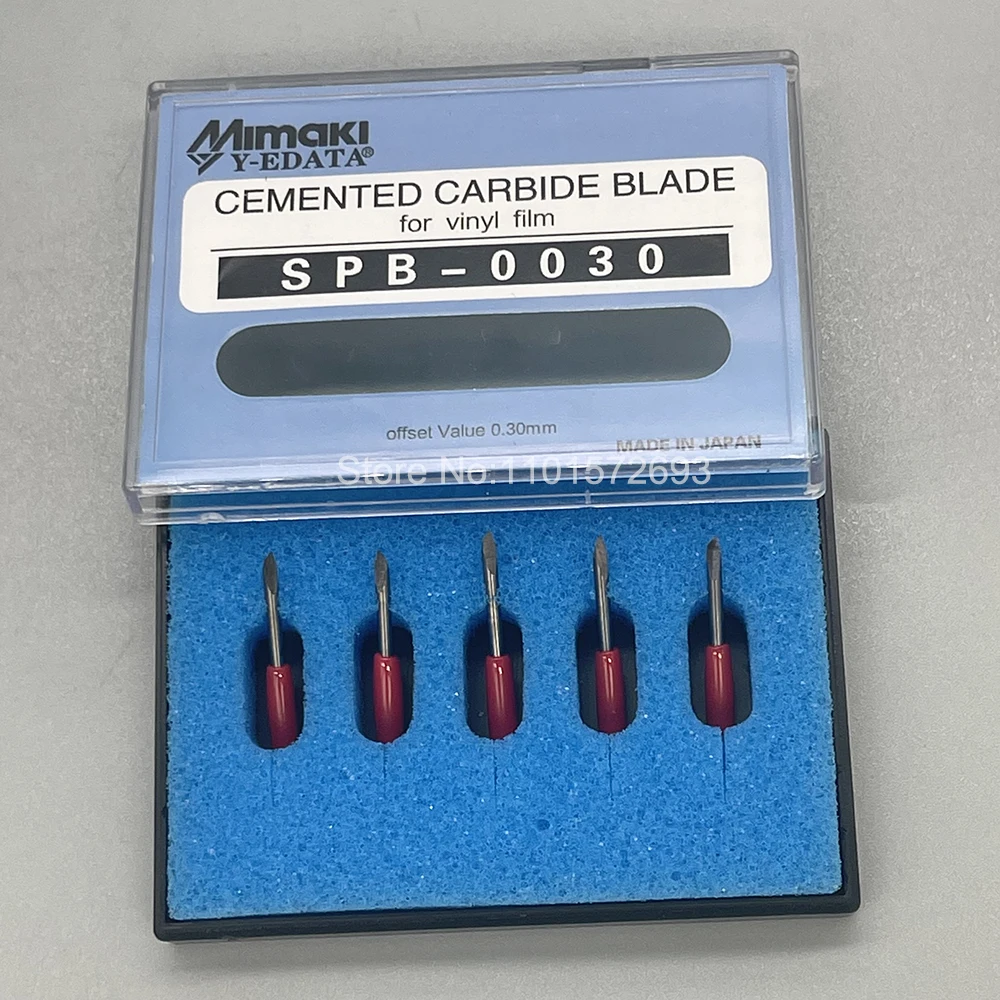 Mimaki
Y-EDATA®
CEMENTED CARBIDE BLADE
for vinyl film
SPB-0030
offset Value 0.30mm
MADE IN JAPAN
Store No.1101572693